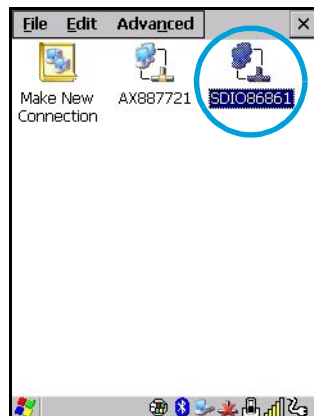 File Edit Advanced
Make New
Connection
AX887721
SDIO86861